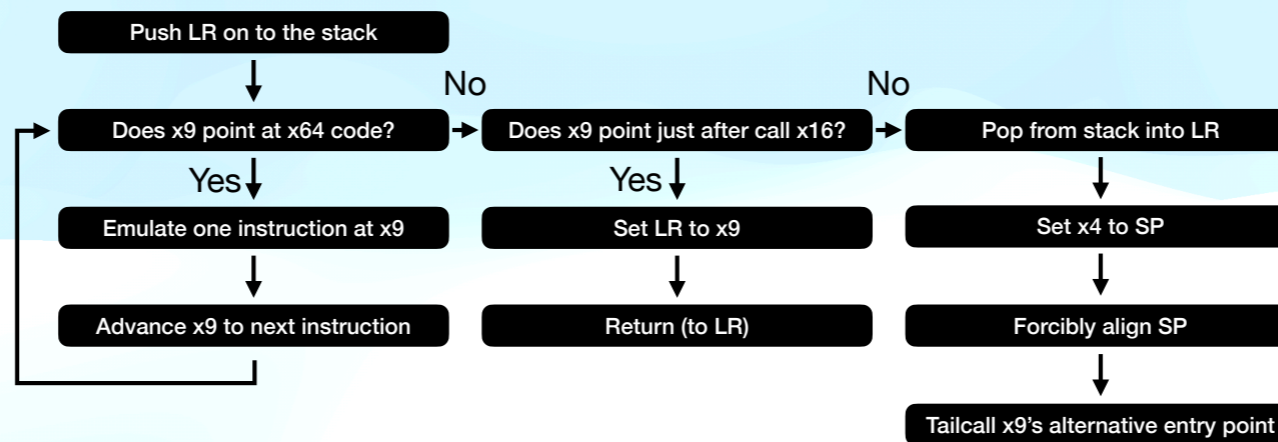 Push LR on to the stack
No
No
Does x9 point at x64 code?
Does x9 point just after call x16?
Pop from stack into LR
Yes
Yes
Emulate one instruction at x9
Set LR to x9
Set x4 to SP
Advance x9 to next instruction
Return (to LR)
Forcibly align SP
Tailcall x9's alternative entry point